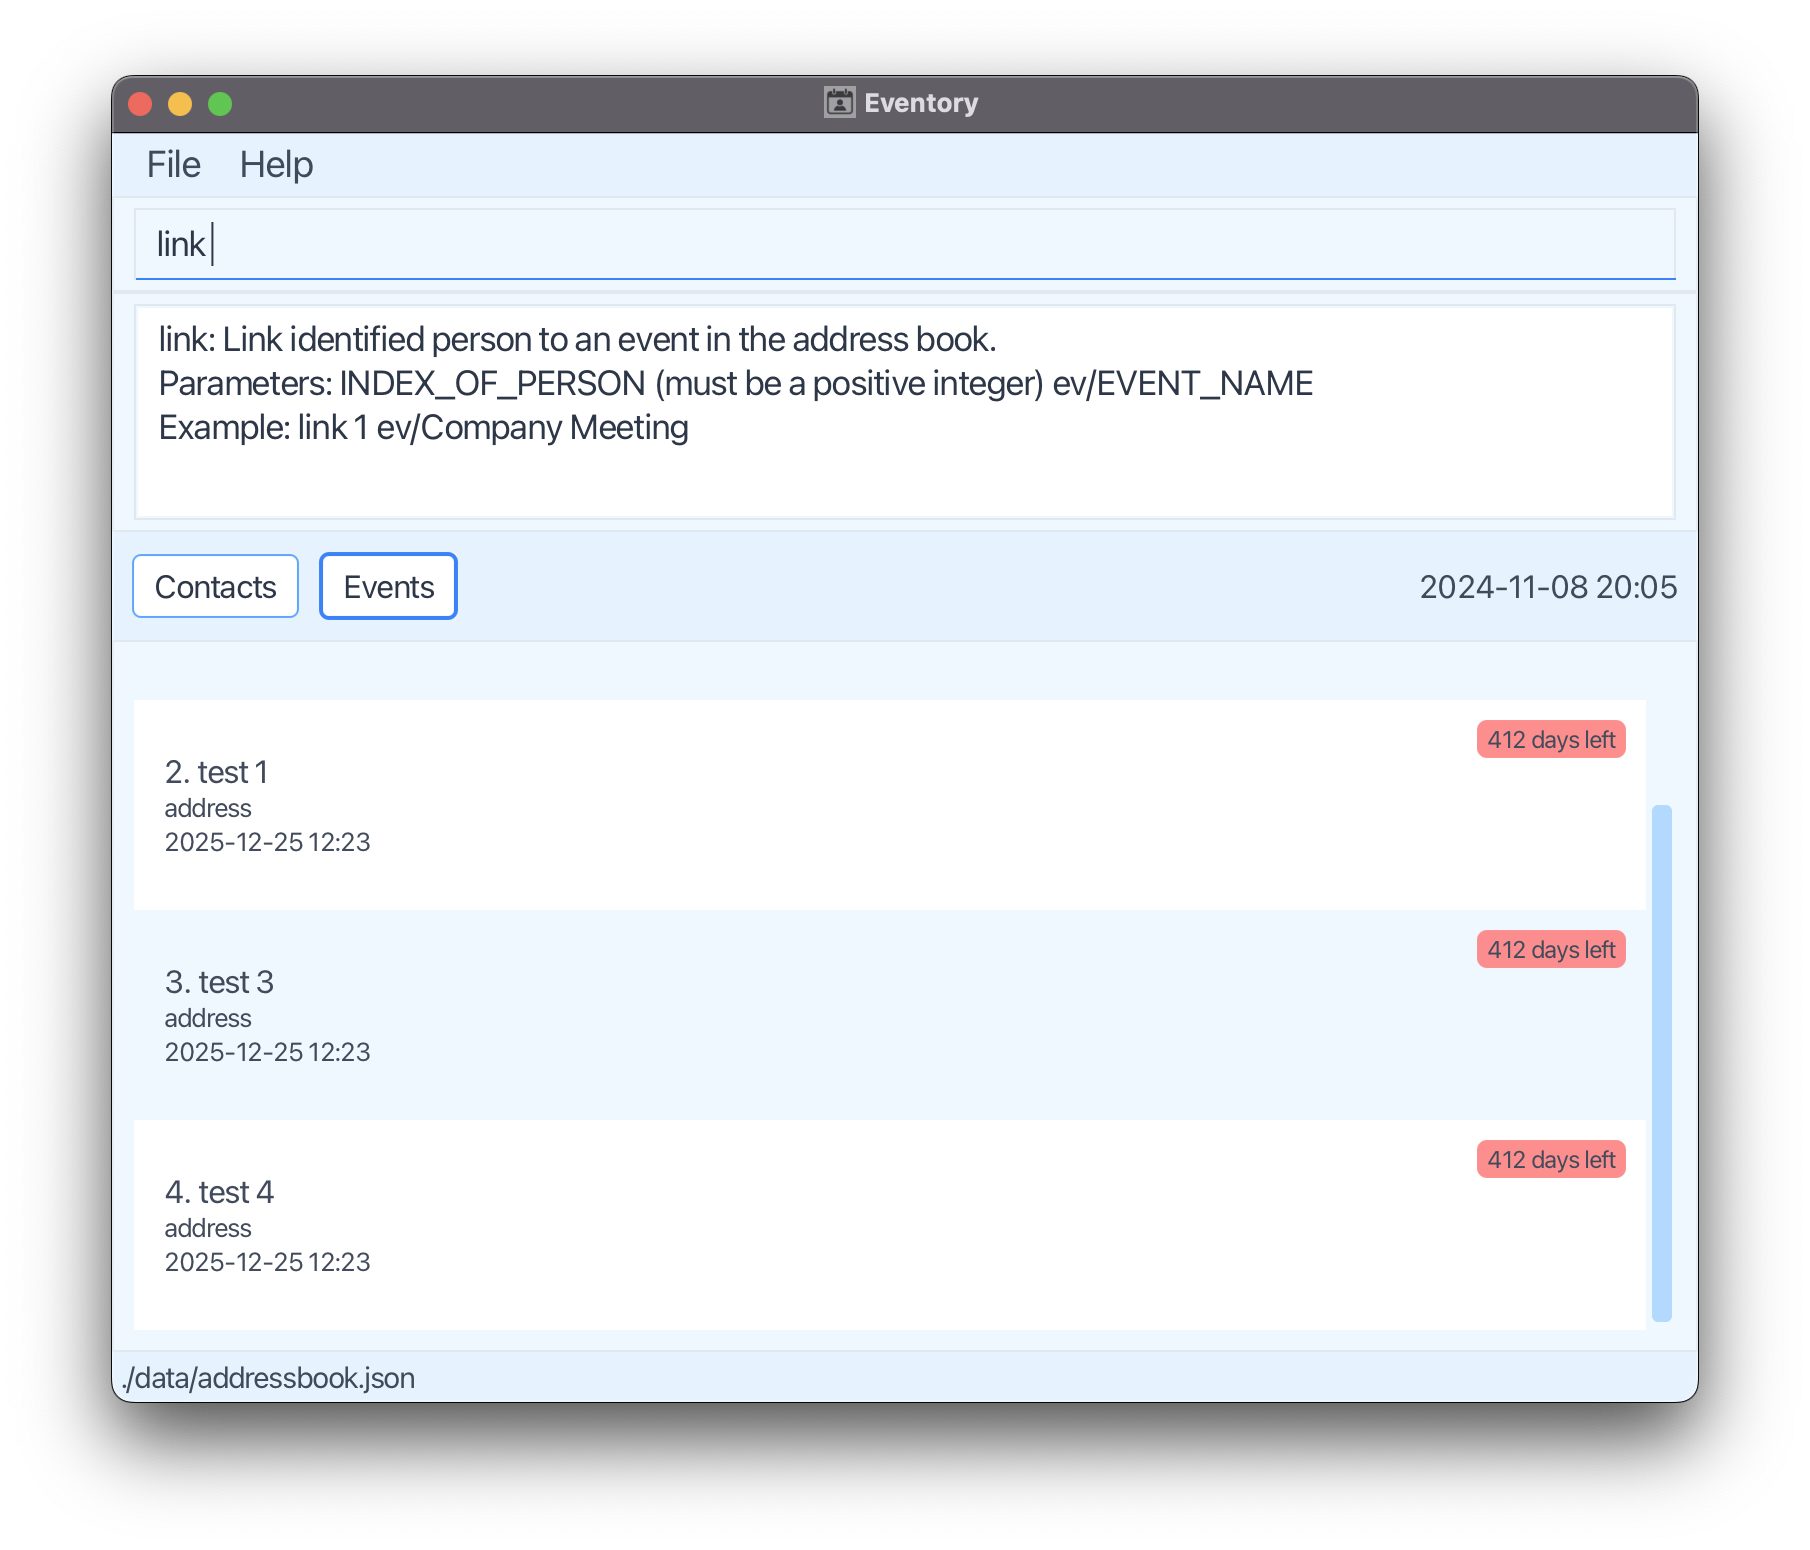 Eventory
File Help
link
link: Link identified person to an event in the address book.
Parameters: INDEX_OF_PERSON (must be a positive integer) ev/EVENT_NAME
Example: link 1 ev/Company Meeting
Contacts Events 2024-11-08 20:05
412 days left
2. test 1
address
2025-12-25 12:23
412 days left
3. test 3
address
2025-12-25 12:23
412 days left
4. test 4
address
2025-12-25 12:23
./data/addressbook.json